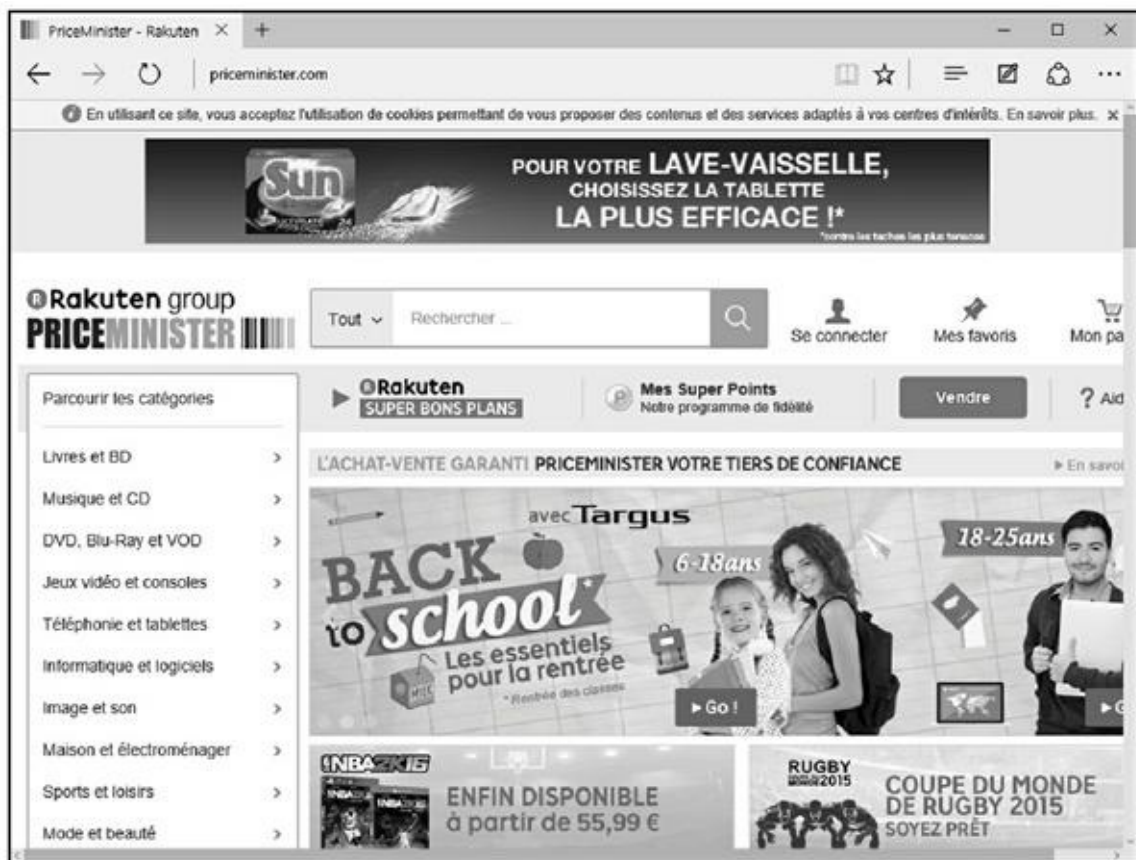 PriceMinister - Rakuten
priceminister.com
En utilisant ce site, vous acceptez l'utilisation de cookies permettant de vous proposer des contenus et des services adaptés à vos centres d'intérêts. En savoir plus.
Sun
POUR VOTRE LAVE-VAISSELLE,
CHOISISSEZ LA TABLETTE
LA PLUS EFFICACE !*
*contre les taches les plus tenaces
Rakuten group
PRICEMINISTER
Tout
Rechercher ...
Se connecter
Mes favoris
Mon pa
Parcourir les catégories
Rakuten
SUPER BONS PLANS
Mes Super Points
Notre programme de fidélité
Vendre
? Aid
Livres et BD
Musique et CD
DVD, Blu-Ray et VOD
Jeux vidéo et consoles
Téléphonie et tablettes
Informatique et logiciels
Image et son
Maison et électroménager
Sports et loisirs
Mode et beauté
L'ACHAT-VENTE GARANTI PRICEMINISTER VOTRE TIERS DE CONFIANCE
En savoi
avec Targus
BACK
to school*
Les essentiels
pour la rentrée
* Rentrée des classes
MILK
6-18ans
18-25ans
Go !
G
NBA2K16
ENFIN DISPONIBLE
à partir de 55,99 €
RUGBY
2015
COUPE DU MONDE
DE RUGBY 2015
SOYEZ PRÊT